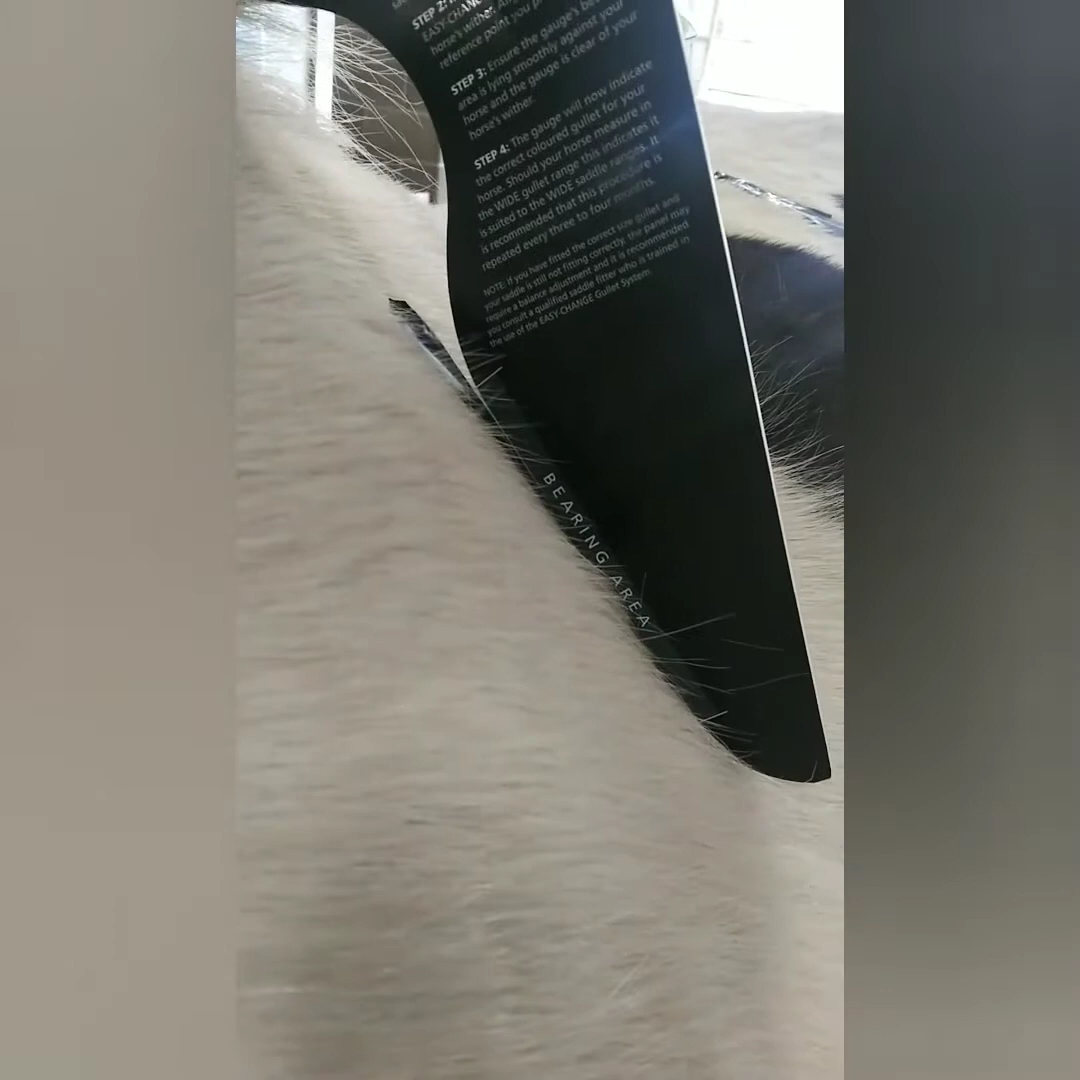 STEP 2:
EASY-CHANGE
horse's wither.
reference point you
STEP 3: Ensure the gauge's
area is lying smoothly against your
horse and the gauge is clear of your
horse's wither.
STEP 4: The gauge will now indicate
the correct coloured gullet for your
horse. Should your horse measure in
the WIDE gullet range this indicates it
is suited to the WIDE saddle ranges. It
is recommended that this procedure is
repeated every three to four months.
NOTE: If you have fitted the correct size gullet and
your saddle is still not fitting correctly, the panel may
require a balance adjustment and it is recommended
you consult a qualified saddle fitter who is trained in
the use of the EASY-CHANGE Gullet System.
BEARING AREA